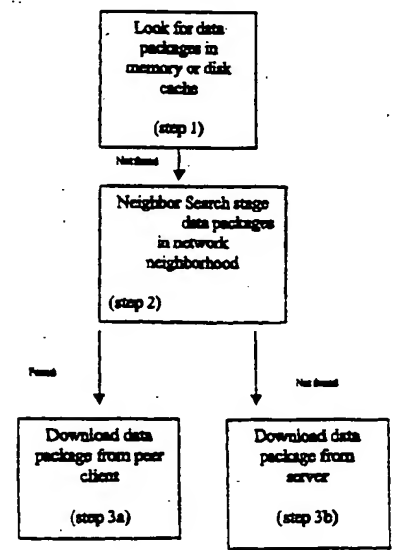 Look for data
packages in
memory or disk
cache
(step 1)
Not found
Neighbor Search stage
data packages
in network
neighborhood
(step 2)
Found
Not found
Download data
package from peer
client
(step 3a)
Download data
package from
server
(step 3b)